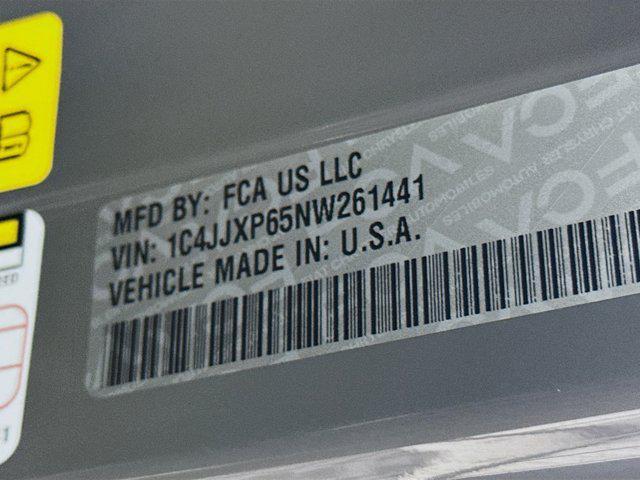 MFD BY: FCA US LLC
VIN: 1C4JJXP65NW261441
VEHICLE MADE IN: U.S.A.